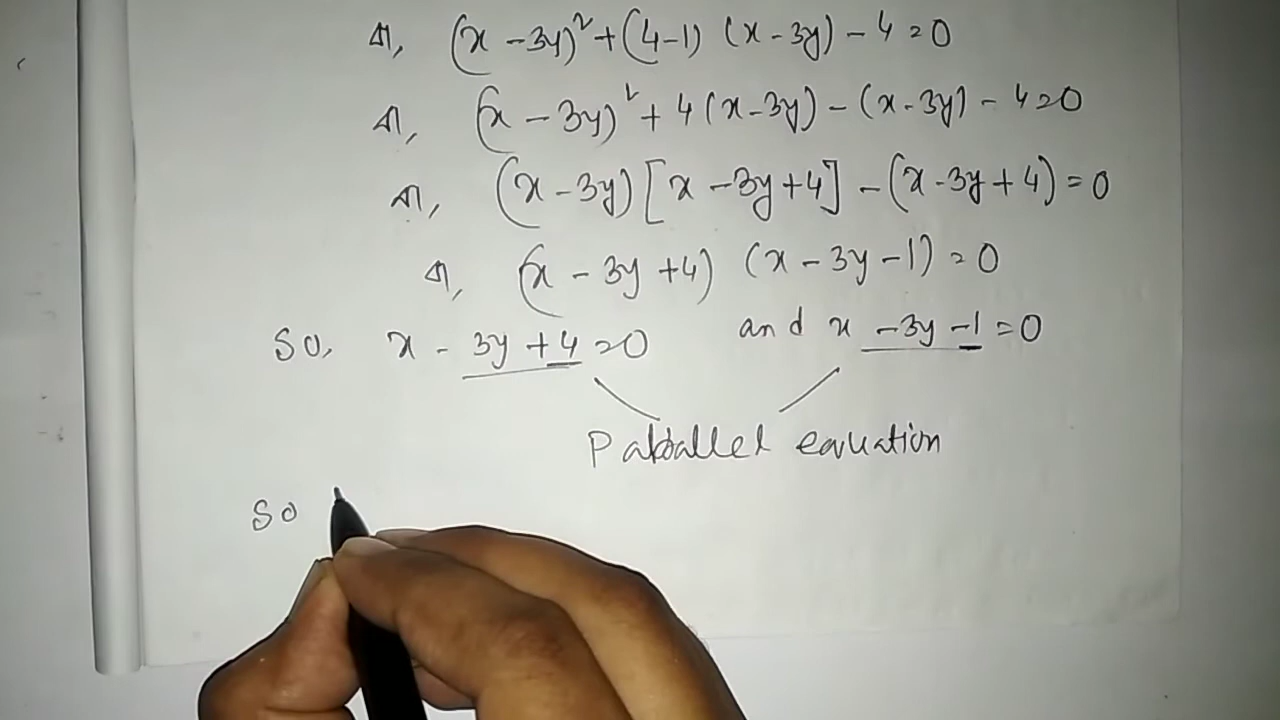 বা, (x - 3y)² + (4-1) (x - 3y) - 4 = 0
বা, (x - 3y)² + 4(x - 3y) - (x - 3y) - 4 = 0
বা, (x - 3y) [x - 3y + 4] - (x - 3y + 4) = 0
বা, (x - 3y + 4) (x - 3y - 1) = 0
So, x - 3y + 4 = 0 and x - 3y - 1 = 0
Parallel equation
So